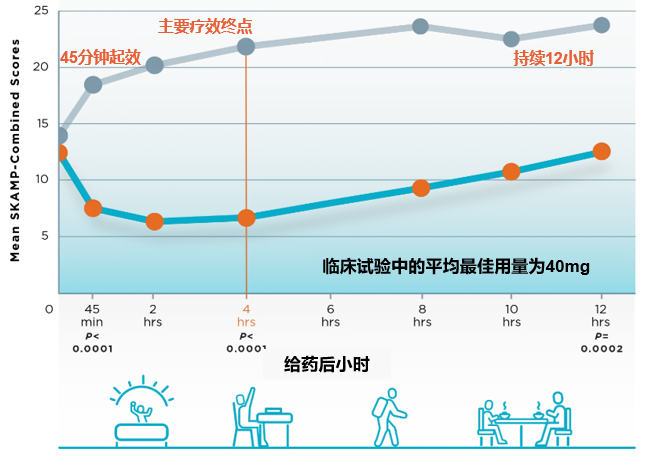 25
主要疗效终点
45分钟起效
持续12小时
20
15
10
5
Mean SKAMP-Combined Scores
临床试验中的平均最佳用量为40mg
0 45 2 4 6 8 10 12
min hrs hrs hrs hrs hrs hrs
P< P< P=
0.0001 <0.0001 0.0002
给药后小时